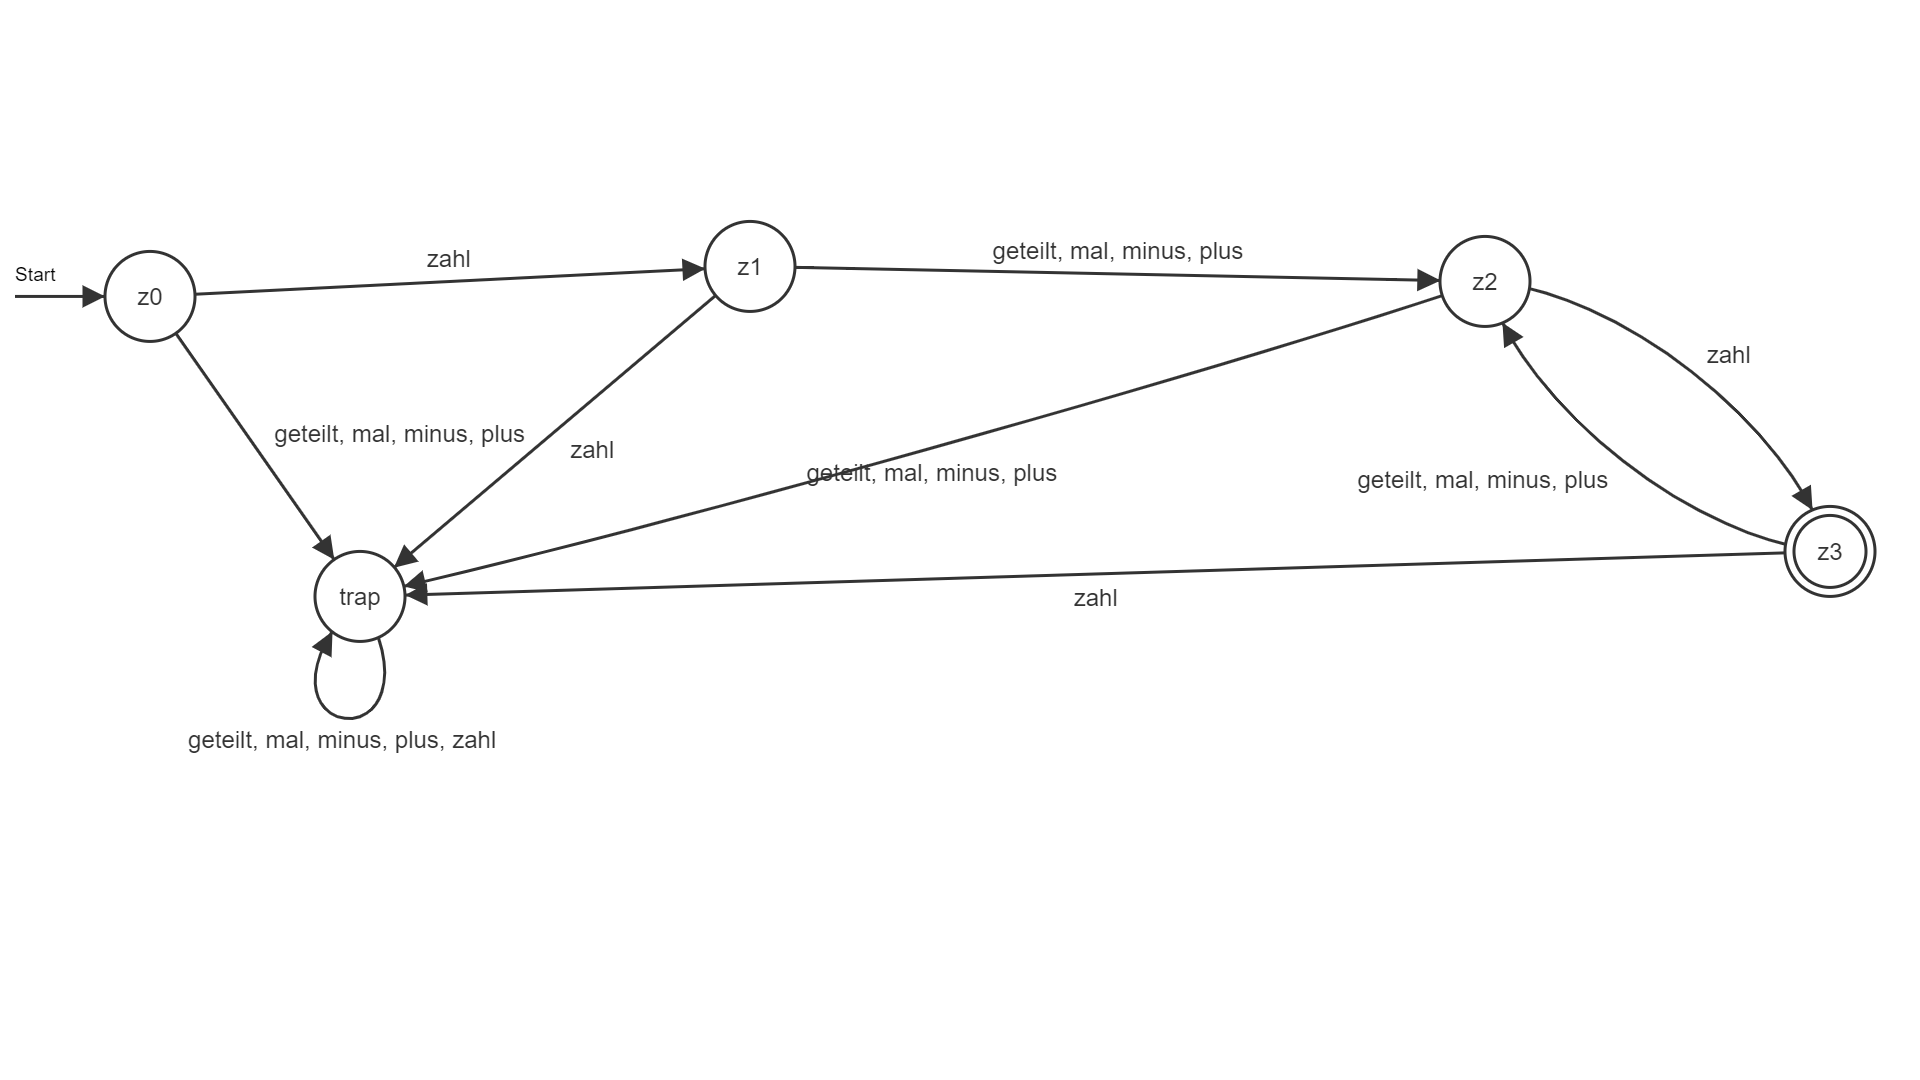 Start
z0
zahl
z1
geteilt, mal, minus, plus
z2
zahl
geteilt, mal, minus, plus
zahl
geteilt, mal, minus, plus
geteilt, mal, minus, plus
z3
trap
zahl
geteilt, mal, minus, plus, zahl